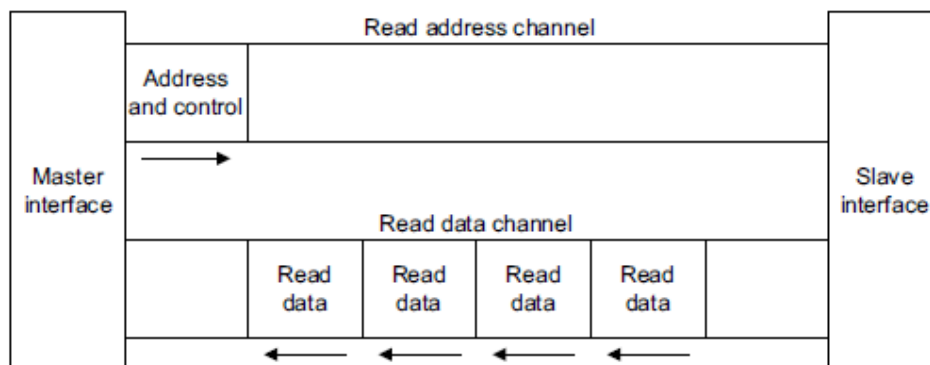 Read address channel
Address
and control
Master
interface
Slave
interface
Read data channel
Read
data
Read
data
Read
data
Read
data